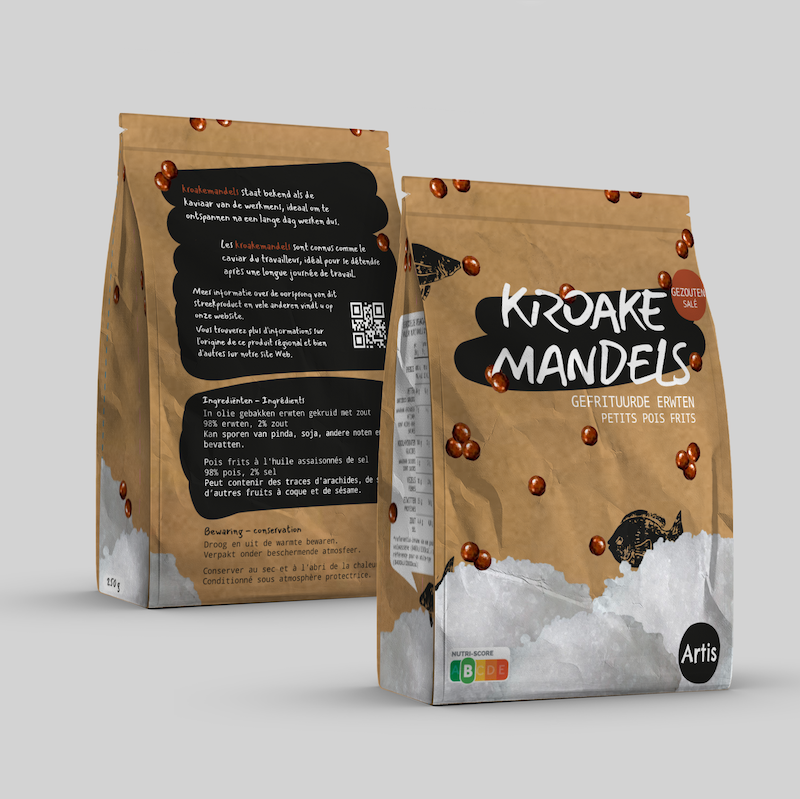 kroakemandels staat bekend als de
kaviaar van de werkmens, ideaal om te
ontspannen na een lange dag werken dus.
Les kroakemandels sont connus comme le
caviar du travailleur, idéal pour se détendre
après une longue journée de travail.
Meer informatie over de oorsprong van dit
streekproduct en vele anderen vindt u op
onze website.
Vous trouverez plus d'informations sur
l'origine de ce produit régional et bien
d'autres sur notre site Web.
Ingrediënten - Ingrédients
In olie gebakken erwten gekruid met zout
98% erwten, 2% zout
Kan sporen van pinda, soja, andere noten en
bevatten.
Pois frits à l'huile assaisonnés de sel
98% pois, 2% sel
Peut contenir des traces d'arachides, de
d'autres fruits à coque et de sésame.
Bewaring - conservation
Droog en uit de warmte bewaren.
Verpakt onder beschermende atmosfeer.
Conserver au sec et à l'abri de la chaleur
Conditionné sous atmosphère protectrice.
250 g
KROAKE
MANDELS
GEZOUTEN
SALÉ
GEFRITUURDE ERWTEN
PETITS POIS FRITS
NUTRI-SCORE
A B C D E
Artis